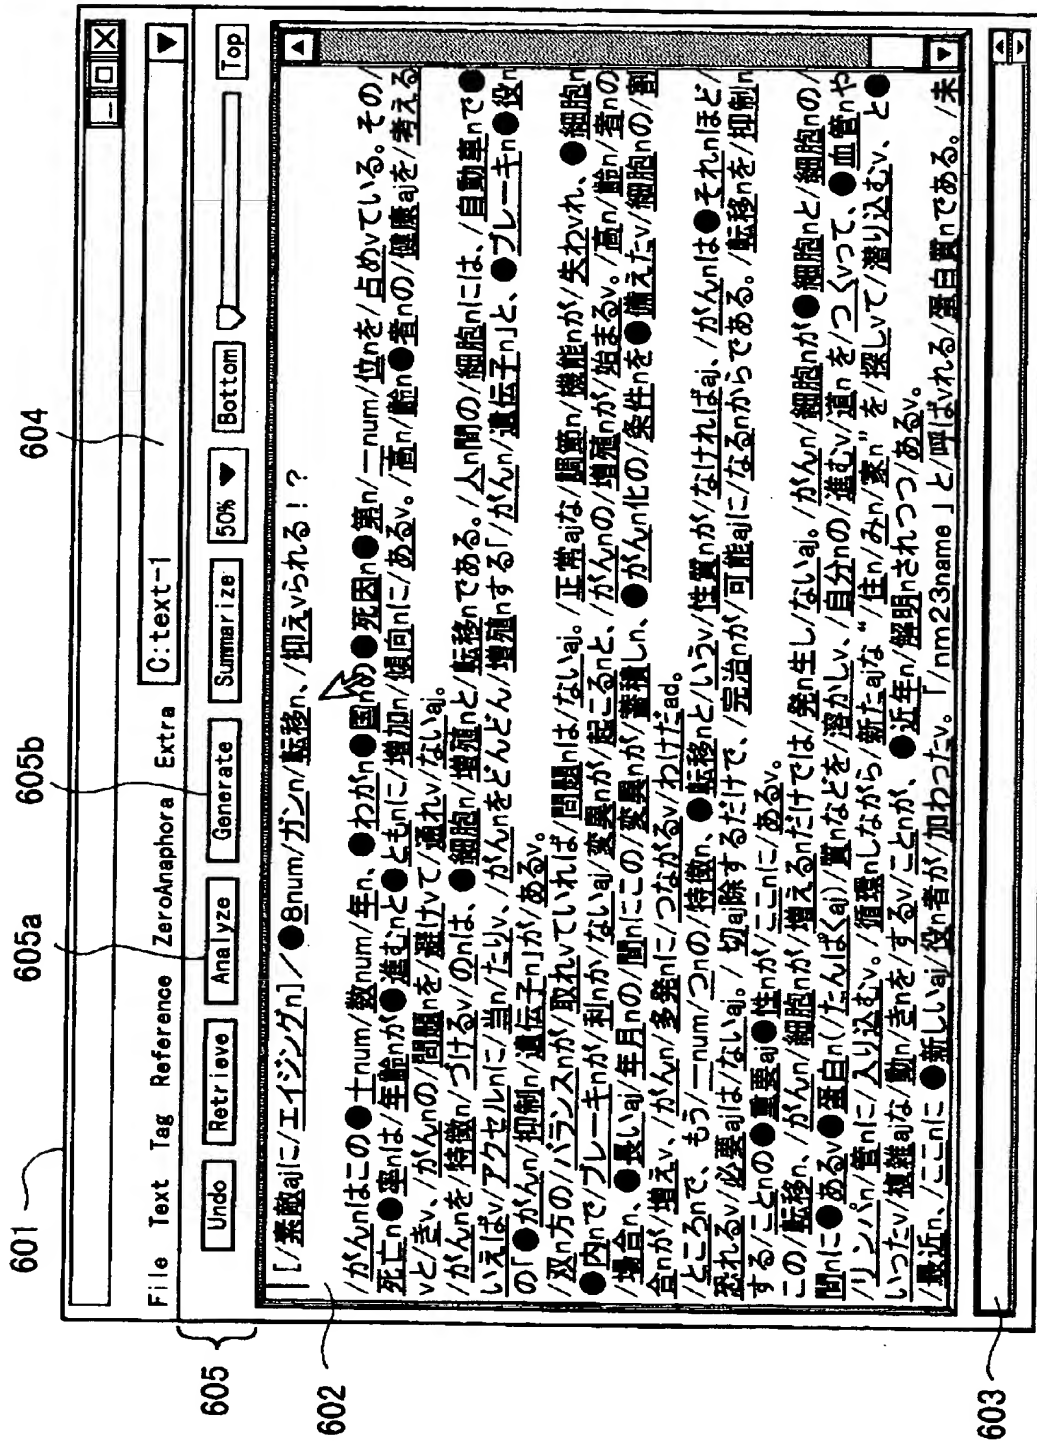 601
604
605b
605a
605
602
603
File Text Tag Reference ZeroAnaphora Extra
C:text-1
Undo Retrieve Analyze Generate Summarize 50% Bottom Top
[/素敵ajに/エイジングn]/●8num/ガンn/転移n、/抑えvられる!?
/がんnはこの●十num/数num/年n、●わがn●国nの●死因n●第n/一num/位nを/占めvている。その/
死亡n●率nは/年齢nが●進むnと●ともnに/増加n/傾向nに/あるv。/高n/齢n●者nの/健康ajを/考える
vとjきv、/がんnの/問題nを/避けvて/通れv/ないaj。
/がんnを/特徴n/づけるv/のnは、●細胞n/増殖nと/転移nである。/人n間の/細胞nには、/自動車nで●
いえばv/アクセルnに/当n/たりv、/がんnをどんどん/増殖nする「/がんn/遺伝子n」と、●ブレーキn●役n
の「●がんn/抑制n/遺伝子n」が/あるv。
/双n方の/バランスnが/取れvていれば/問題nは/ないaj。/正常ajな/調節n/機能nが/失わvれ、●細胞n
●内nで/ブレーキnが/利nか/ないaj/変異nが/起こるnと、/がんnの/増殖nが/始まるv。/高n/齢n/者nの
/場合n、●長いaj/年月nの/間nにこの/変異nが/蓄積しn、●がんn化の/条件nを●備えたv/細胞nの/割
合nが/増えv、/がんn/多発nに/つながるv/わけだad。
/ところnで、もう/一num/つnの/特徴n、●転移nと/いうv/性質nが/なければaj、/がんnは●それnほど/
恐れるv/必要ajは/ないaj。/切aj除するだけで、/完治nが/可能ajに/なるnからである。/転移nを/抑制n
する/ことnの●重要aj●性nが/ここnに/あるv。
この/転移n、/がんn/細胞nが/増えるnだけでは/発n生し/ないaj。/がんn/細胞nが●細胞nと/細胞nの/
間nに●あるv●蛋白n(/たんぱくaj)/質nなどを/溶かしv、/自分nの/進むv/道nを/つくvって、●血管nや
/リンパn/管nに/入り込むv。/循環nしながら/新たajな“/住n/みn/家n”を/探しvて/潜り込むv、と●
いったv/複雑ajな/動n/きnを/するv/ことnが、●近年n/解明nされつつ/あるv。
/最近n、/ここnに●新しいaj/役n者が/加わったv。「/nm23name」と/呼ばvれる/蛋白質nである。/未